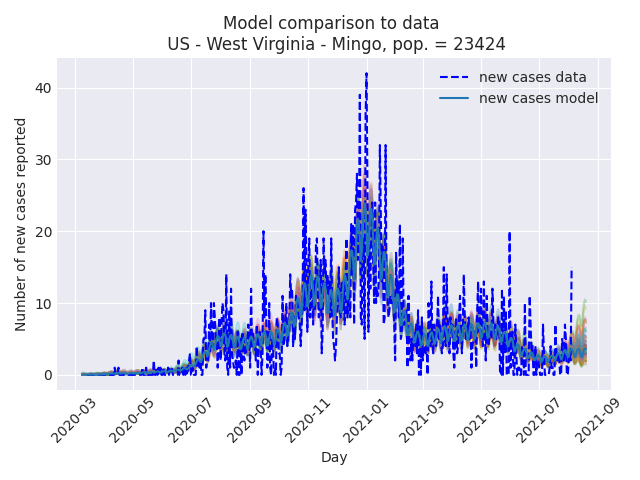 Model comparison to data
US - West Virginia - Mingo, pop. = 23424
new cases data
new cases model
Number of new cases reported
40
30
20
10
0
2020-03
2020-05
2020-07
2020-09
2020-11
2021-01
2021-03
2021-05
2021-07
2021-09
Day